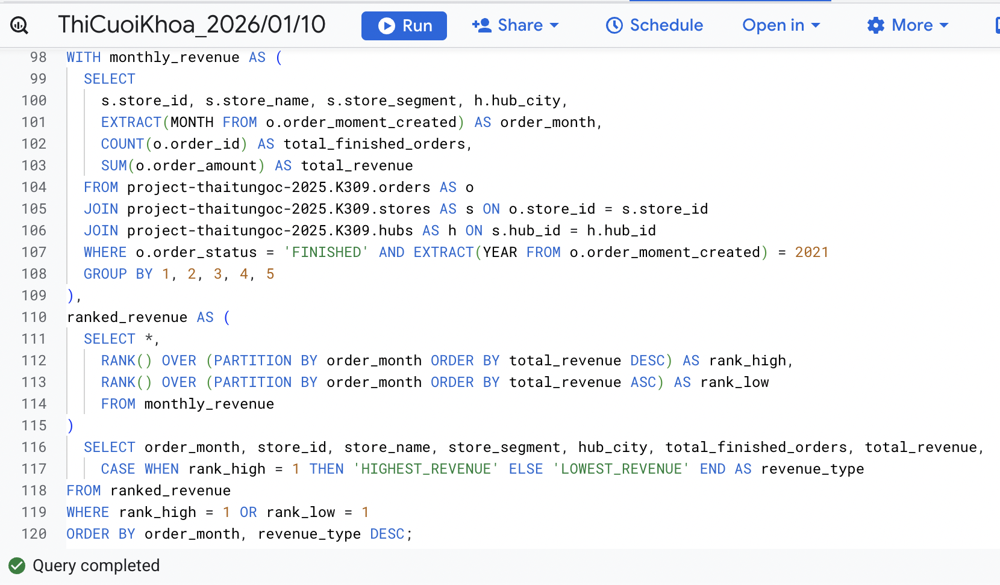 ThiCuoiKhoa_2026/01/10 Run Share Schedule Open in More
98 WITH monthly_revenue AS (
99 SELECT
100 s.store_id, s.store_name, s.store_segment, h.hub_city,
101 EXTRACT(MONTH FROM o.order_moment_created) AS order_month,
102 COUNT(o.order_id) AS total_finished_orders,
103 SUM(o.order_amount) AS total_revenue
104 FROM project-thaitungoc-2025.K309.orders AS o
105 JOIN project-thaitungoc-2025.K309.stores AS s ON o.store_id = s.store_id
106 JOIN project-thaitungoc-2025.K309.hubs AS h ON s.hub_id = h.hub_id
107 WHERE o.order_status = 'FINISHED' AND EXTRACT(YEAR FROM o.order_moment_created) = 2021
108 GROUP BY 1, 2, 3, 4, 5
109 ),
110 ranked_revenue AS (
111 SELECT *,
112 RANK() OVER (PARTITION BY order_month ORDER BY total_revenue DESC) AS rank_high,
113 RANK() OVER (PARTITION BY order_month ORDER BY total_revenue ASC) AS rank_low
114 FROM monthly_revenue
115 )
116 SELECT order_month, store_id, store_name, store_segment, hub_city, total_finished_orders, total_revenue,
117 CASE WHEN rank_high = 1 THEN 'HIGHEST_REVENUE' ELSE 'LOWEST_REVENUE' END AS revenue_type
118 FROM ranked_revenue
119 WHERE rank_high = 1 OR rank_low = 1
120 ORDER BY order_month, revenue_type DESC;
Query completed